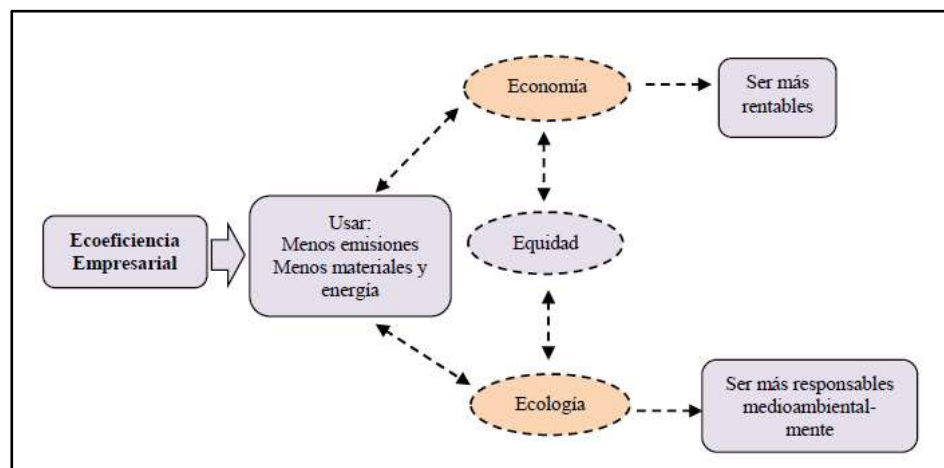 Economía
Ser más
rentables
Ecoeficiencia
Empresarial
Usar:
Menos emisiones
Menos materiales y
energía
Equidad
Ecología
Ser más responsables
medioambiental-
mente